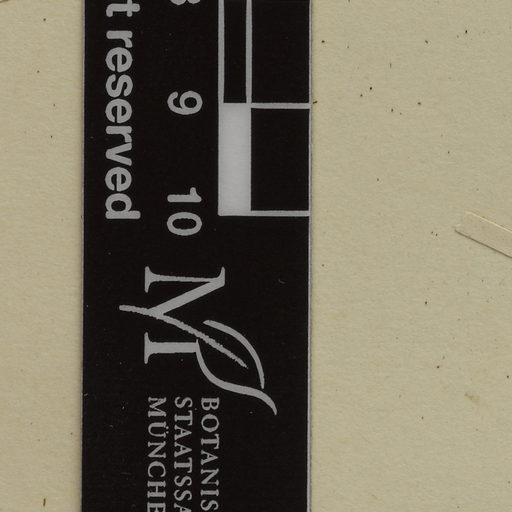 t reserved
9
10
BOTANIS
STAATSSA
MÜNCHE